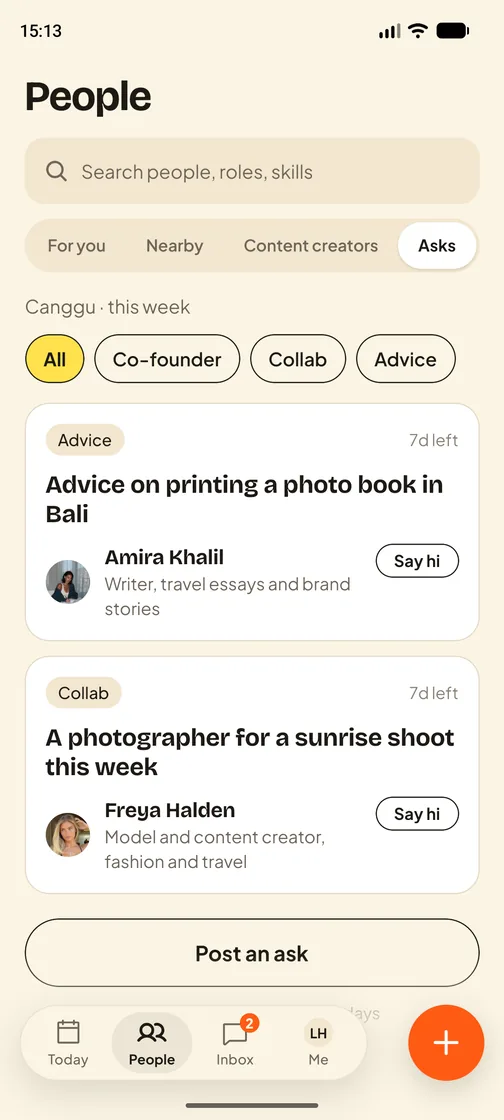 15:13
People
Search people, roles, skills
For you Nearby Content creators Asks
Canggu · this week
All Co-founder Collab Advice
Advice 7d left
Advice on printing a photo book in
Bali
Amira Khalil
Say hi
Writer, travel essays and brand
stories
Collab 7d left
A photographer for a sunrise shoot
this week
Freya Halden
Say hi
Model and content creator,
fashion and travel
Post an ask
days
2
LH
Today People Inbox Me